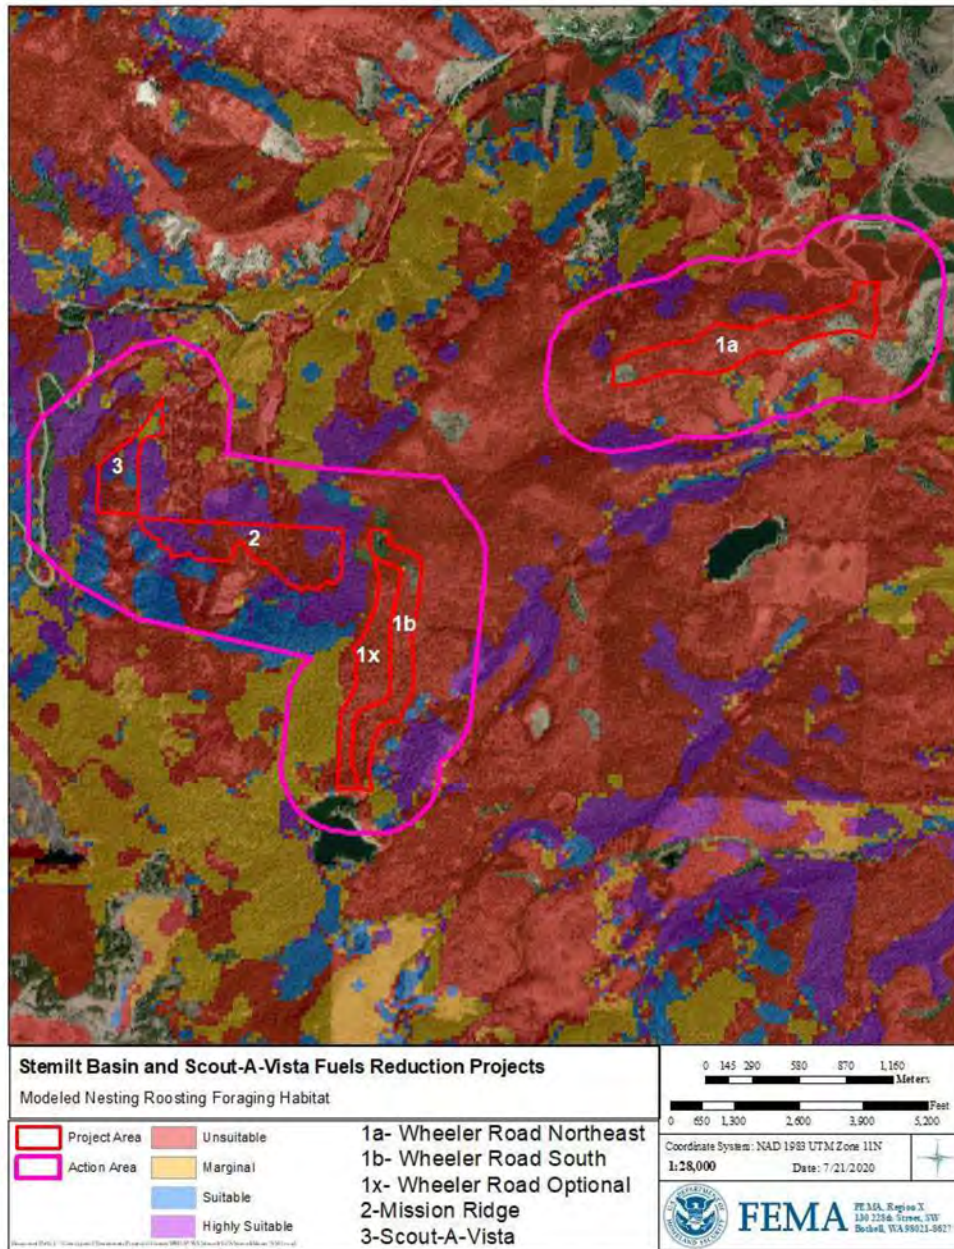 1a
3
2
1b
1x
Stemilt Basin and Scout-A-Vista Fuels Reduction Projects
Modeled Nesting Roosting Foraging Habitat
Project Area
Action Area
Unsuitable
Marginal
Suitable
Highly Suitable
1a- Wheeler Road Northeast
1b- Wheeler Road South
1x- Wheeler Road Optional
2-Mission Ridge
3-Scout-A-Vista
0 145 290 580 870 1,160
Meters
Feet
0 650 1,300 2,600 3,900 5,200
Coordinate System: NAD 1983 UTM Zone 11N
1:28,000 Date: 7/21/2020
FEMA
FEMA, Region X
130 228th Street, SW
Bothell, WA 98021-8627